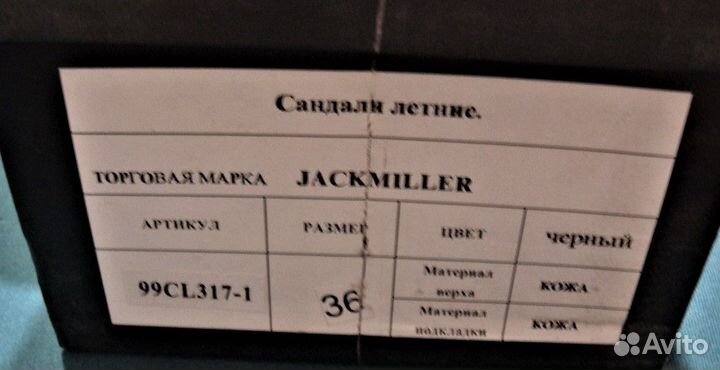 Сандали летние.
ТОРГОВАЯ МАРКА JACKMILLER
АРТИКУЛ РАЗМЕР ЦВЕТ черный
99CL317-1 36 Материал верха КОЖА
Материал подкладки КОЖА
Avito